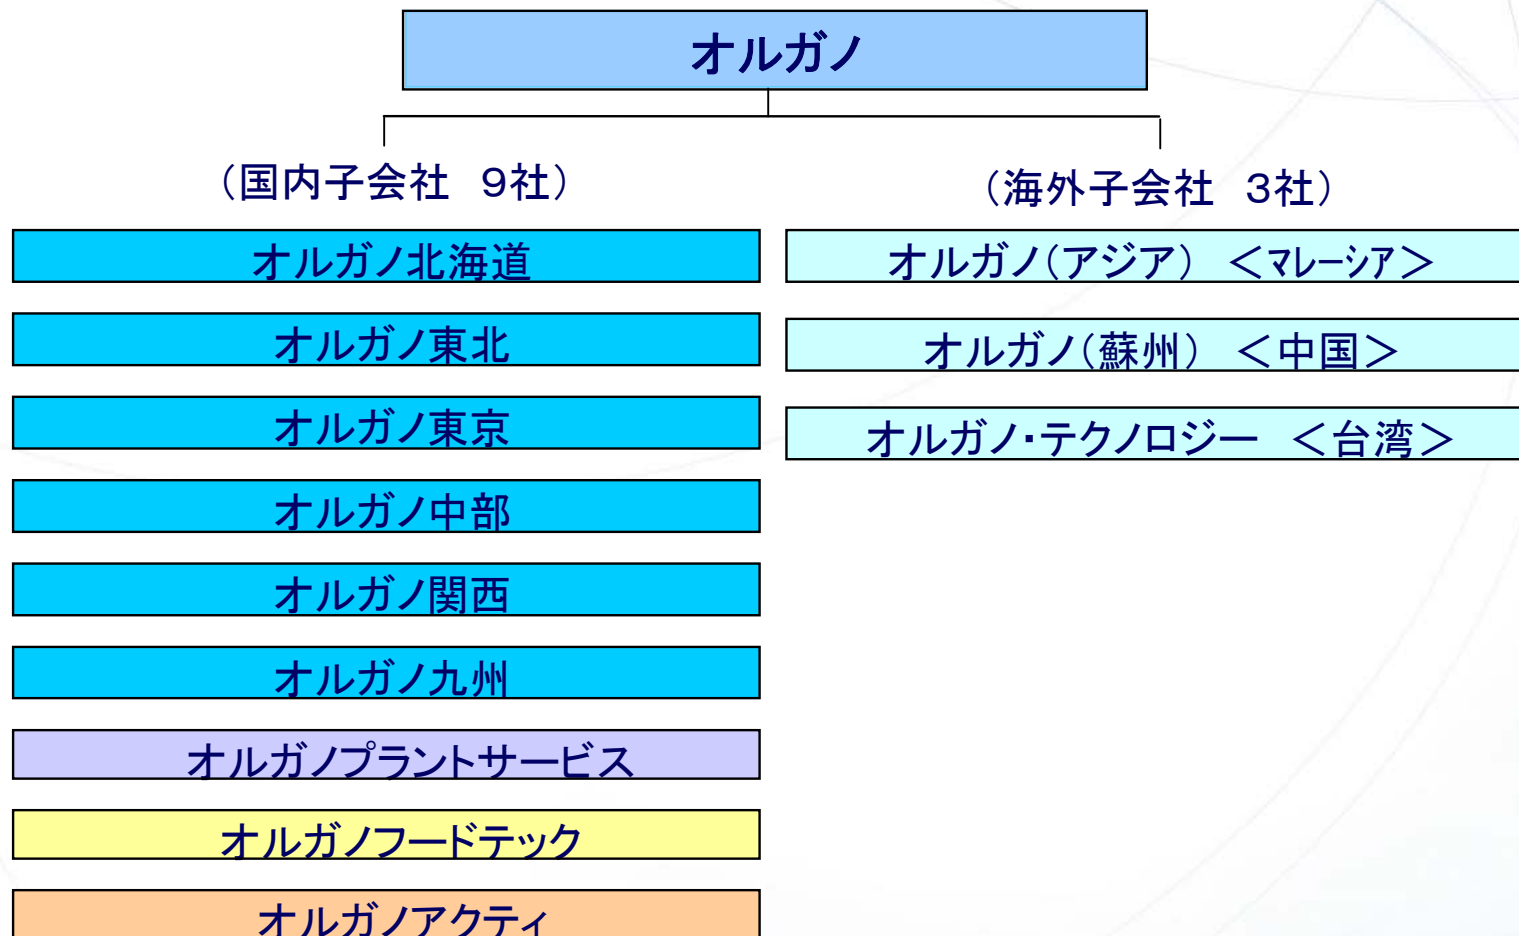 オルガノ
（国内子会社　９社）
オルガノ北海道
オルガノ東北
オルガノ東京
オルガノ中部
オルガノ関西
オルガノ九州
オルガノプラントサービス
オルガノフードテック
オルガノアクティ
（海外子会社　３社）
オルガノ（アジア）　＜ﾏﾚｰｼｱ＞
オルガノ（蘇州）　＜中国＞
オルガノ・テクノロジー　＜台湾＞